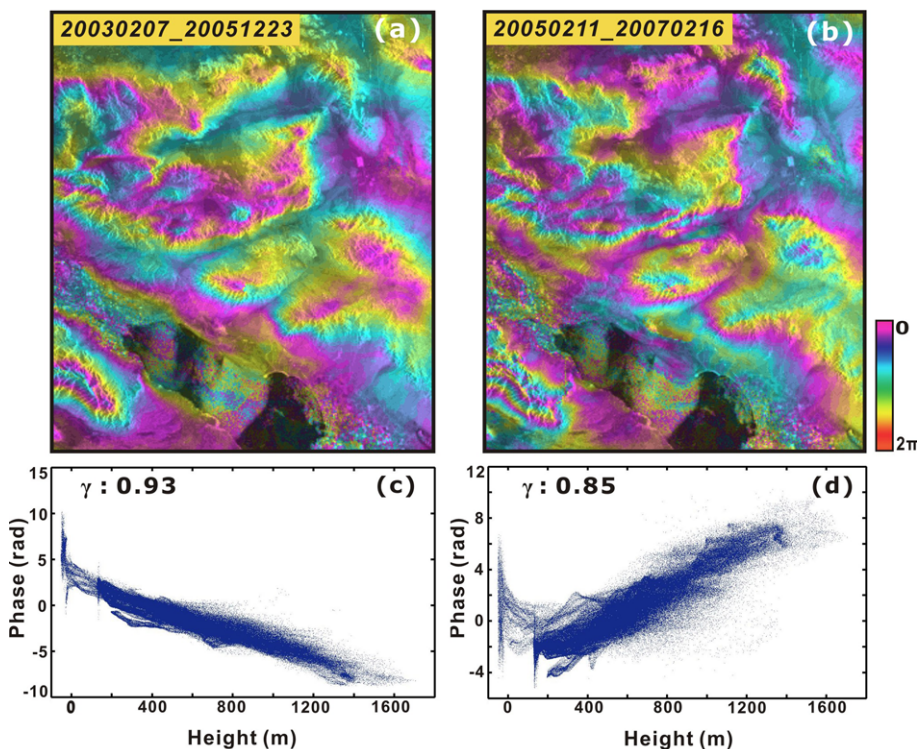 20030207_20051223
(a)
20050211_20070216
(b)
0
2π
γ : 0.93
(c)
15
10
5
0
-5
-10
Phase (rad)
0
400
800
1200
1600
Height (m)
γ : 0.85
(d)
12
8
4
0
-4
Phase (rad)
0
400
800
1200
1600
Height (m)